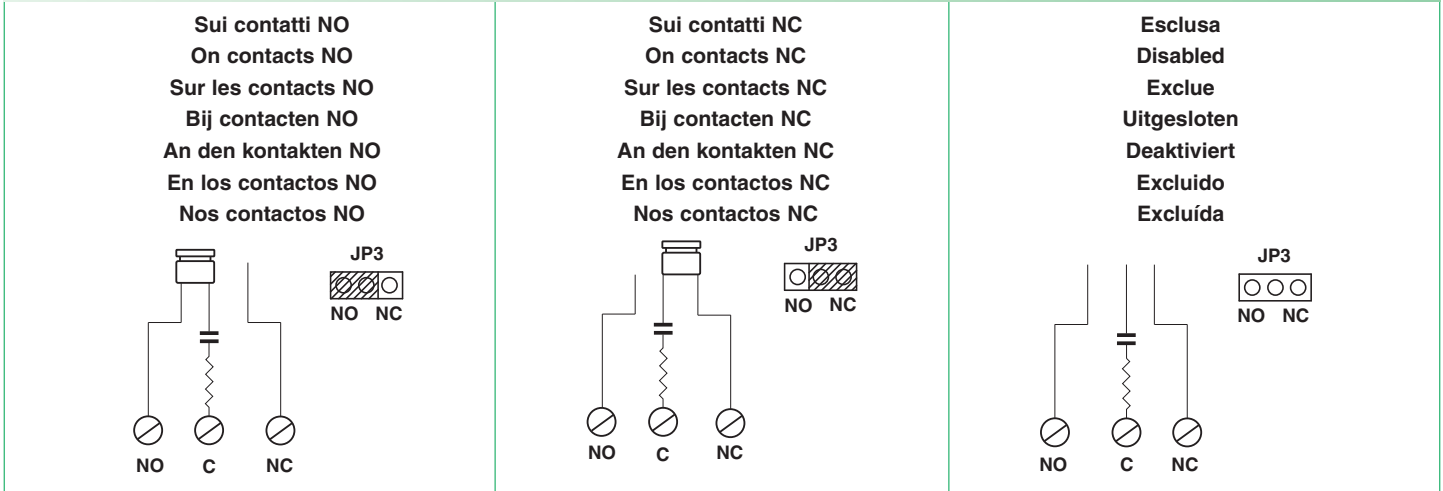 Sui contatti NO
On contacts NO
Sur les contacts NO
Bij contacten NO
An den kontakten NO
En los contactos NO
Nos contactos NO
JP3
NO NC
NO C NC
Sui contatti NC
On contacts NC
Sur les contacts NC
Bij contacten NC
An den kontakten NC
En los contactos NC
Nos contactos NC
JP3
NO NC
NO C NC
Esclusa
Disabled
Exclue
Uitgesloten
Deaktiviert
Excluido
Excluída
JP3
NO NC
NO C NC